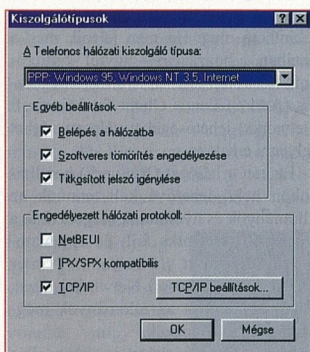 Kiszolgálótípusok
A Telefonos hálózati kiszolgáló típusa:
PPP: Windows 95, Windows NT 3.5, Internet
Egyéb beállítások
Belépés a hálózatba
Szoftveres tömörítés engedélyezése
Titkosított jelszó igénylése
Engedélyezett hálózati protokoll:
NetBEUI
IPX/SPX kompatibilis
TCP/IP
TCP/IP beállítások...
OK Mégse